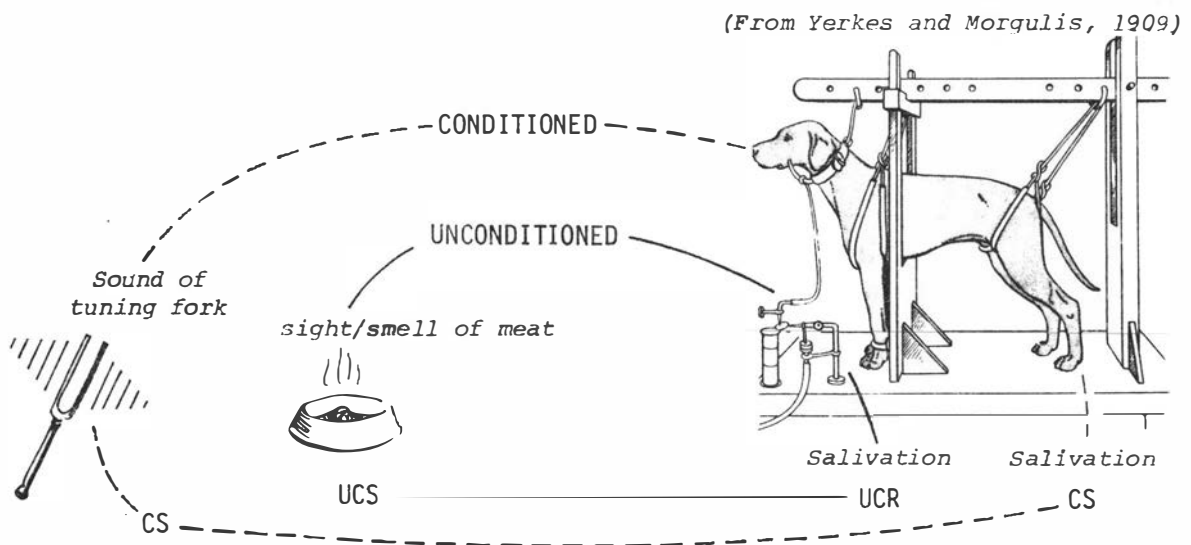 (From Yerkes and Morgulis, 1909)
CONDITIONED
UNCONDITIONED
Sound of
tuning fork
sight/smell of meat
Salivation
Salivation
UCS
UCR
CS
CS